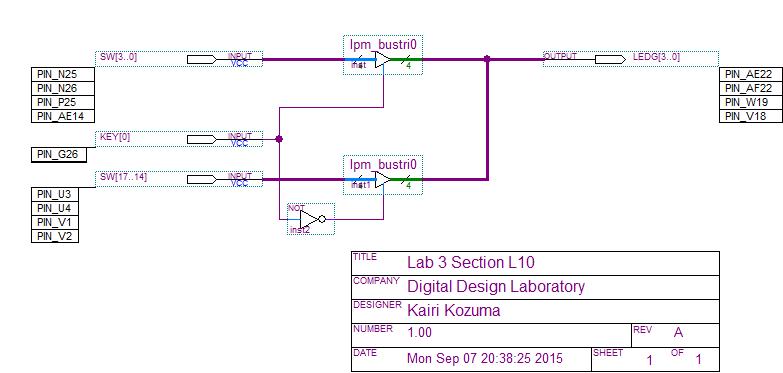 lpm_bustri0
SW[3..0] INPUT VCC inst 4 OUTPUT LEDG[3..0]
PIN_N25 PIN_AE22
PIN_N26 PIN_AF22
PIN_P25 PIN_W19
PIN_AE14 PIN_V18
KEY[0] INPUT VCC
PIN_G26
lpm_bustri0
SW[17..14] INPUT VCC inst1 4
PIN_U3
PIN_U4
PIN_V1
PIN_V2
NOT
inst2
TITLE Lab 3 Section L10
COMPANY Digital Design Laboratory
DESIGNER Kairi Kozuma
NUMBER 1.00 REV A
DATE Mon Sep 07 20:38:25 2015 SHEET 1 OF 1